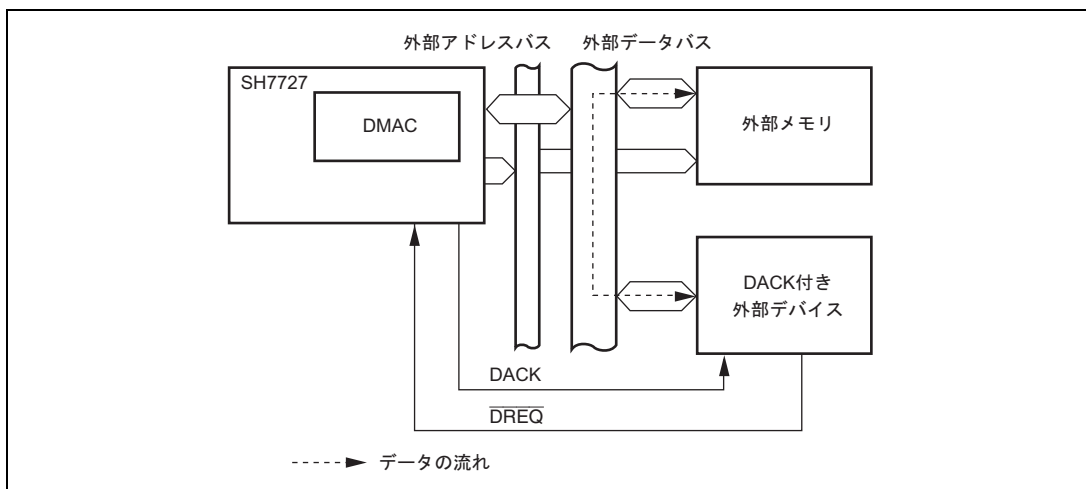 外部アドレスバス
外部データバス
SH7727
DMAC
外部メモリ
DACK付き
外部デバイス
DACK
DREQ
データの流れ